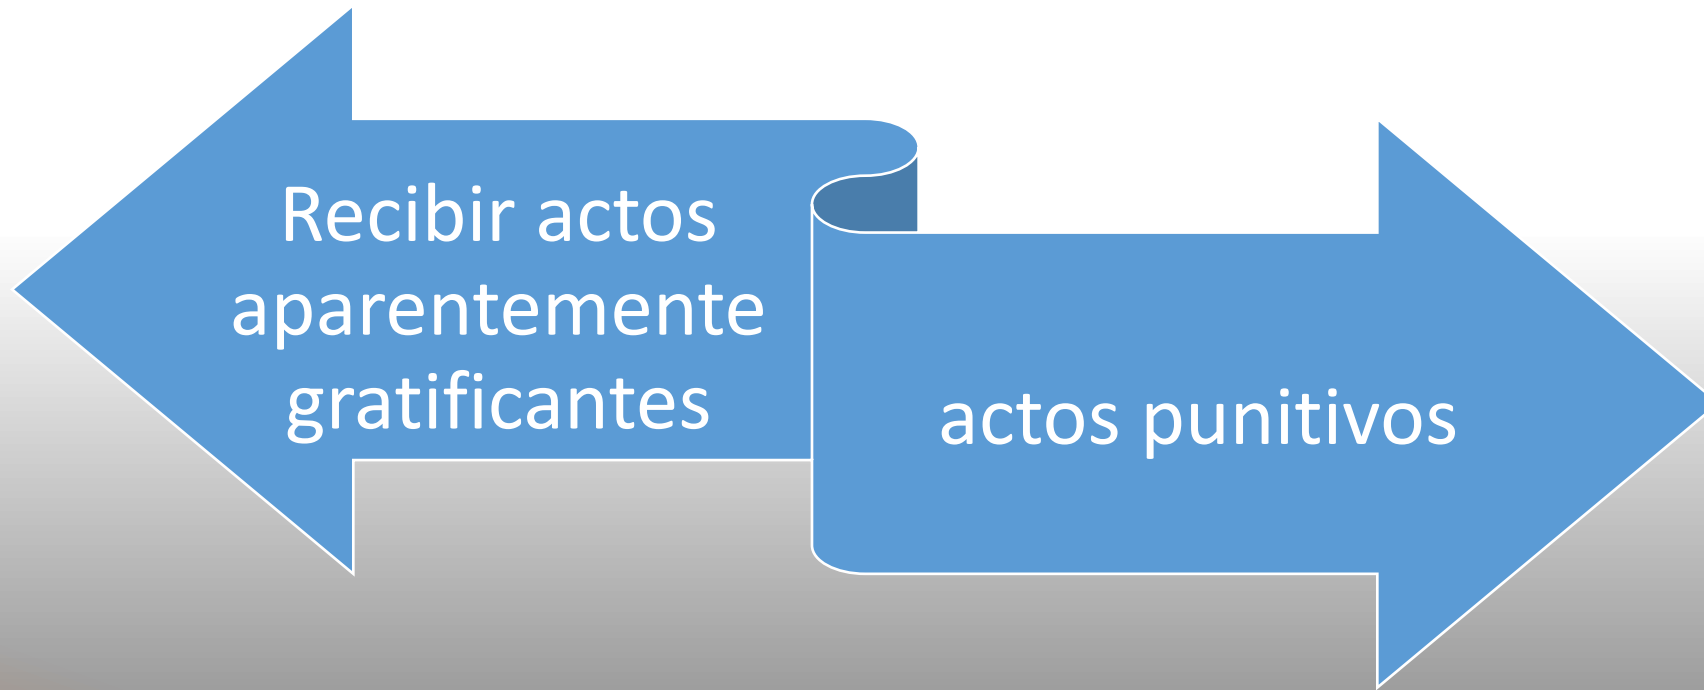 Recibir actos
aparentemente
gratificantes
actos punitivos